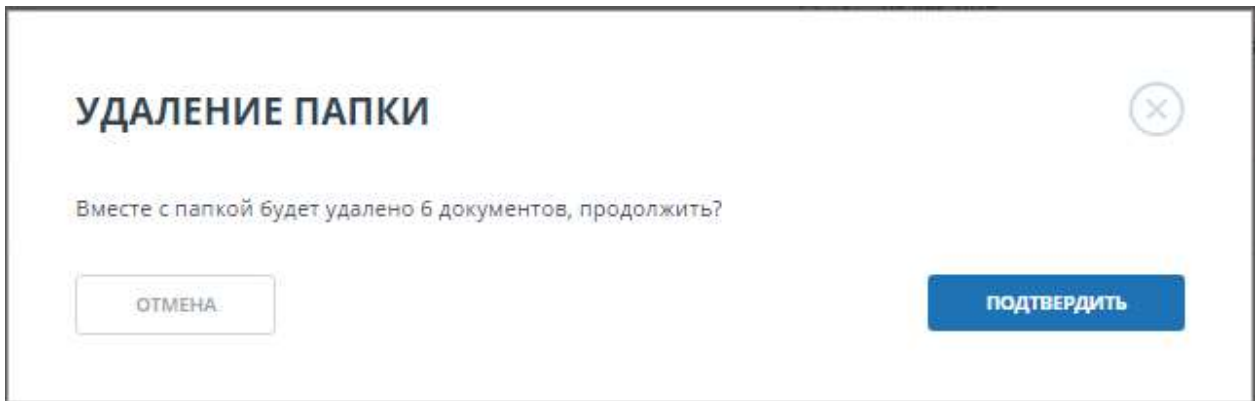 УДАЛЕНИЕ ПАПКИ
Вместе с папкой будет удалено 6 документов, продолжить?
ОТМЕНА
ПОДТВЕРДИТЬ